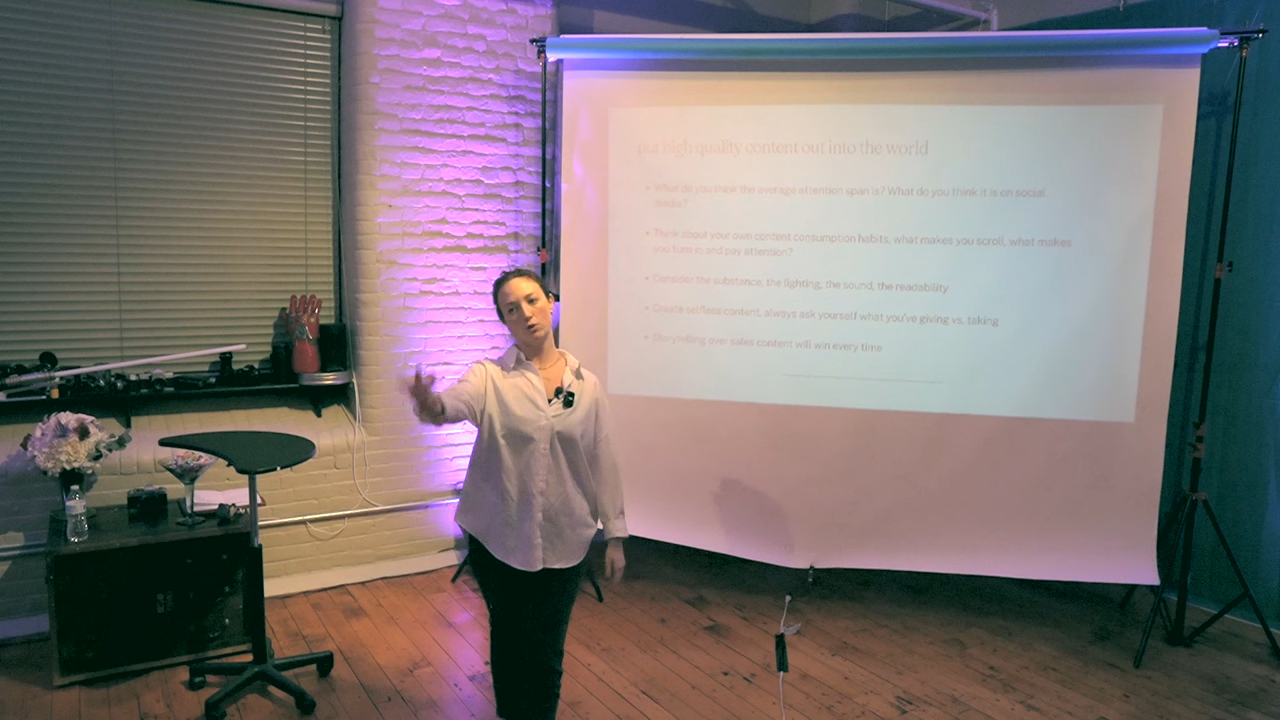 put high quality content out into the world
• What do you think the average attention span is? What do you think it is on social
media?
• Think about your own content consumption habits, what makes you scroll, what makes
you turn in and pay attention?
• Consider the substance, the lighting, the sound, the readability
• Create selfless content, always ask yourself what you've giving vs. taking
• Storytelling over sales content will win every time